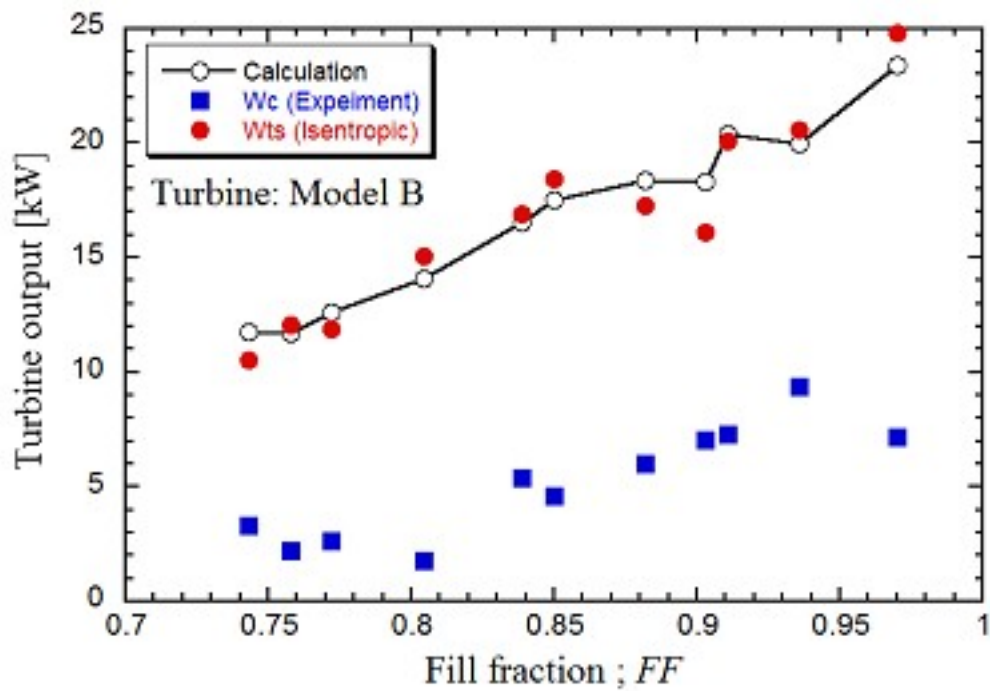 25
20
15
10
5
0
Turbine output [kW]
Calculation
Wc (Expeiment)
Wts (Isentropic)
Turbine: Model B
0.7 0.75 0.8 0.85 0.9 0.95 1
Fill fraction ; FF